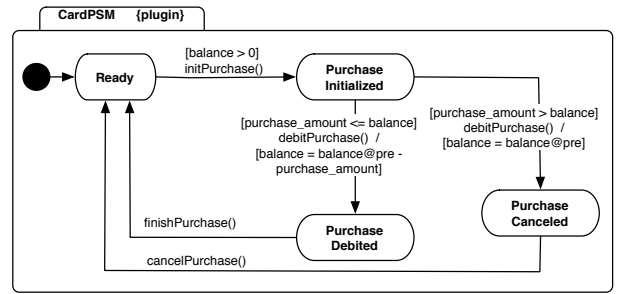 CardPSM {plugin}
[balance > 0]
initPurchase()
Ready
Purchase
Initialized
[purchase_amount <= balance]
debitPurchase() /
[balance = balance@pre -
purchase_amount]
[purchase_amount > balance]
debitPurchase() /
[balance = balance@pre]
finishPurchase()
Purchase
Debited
Purchase
Canceled
cancelPurchase()